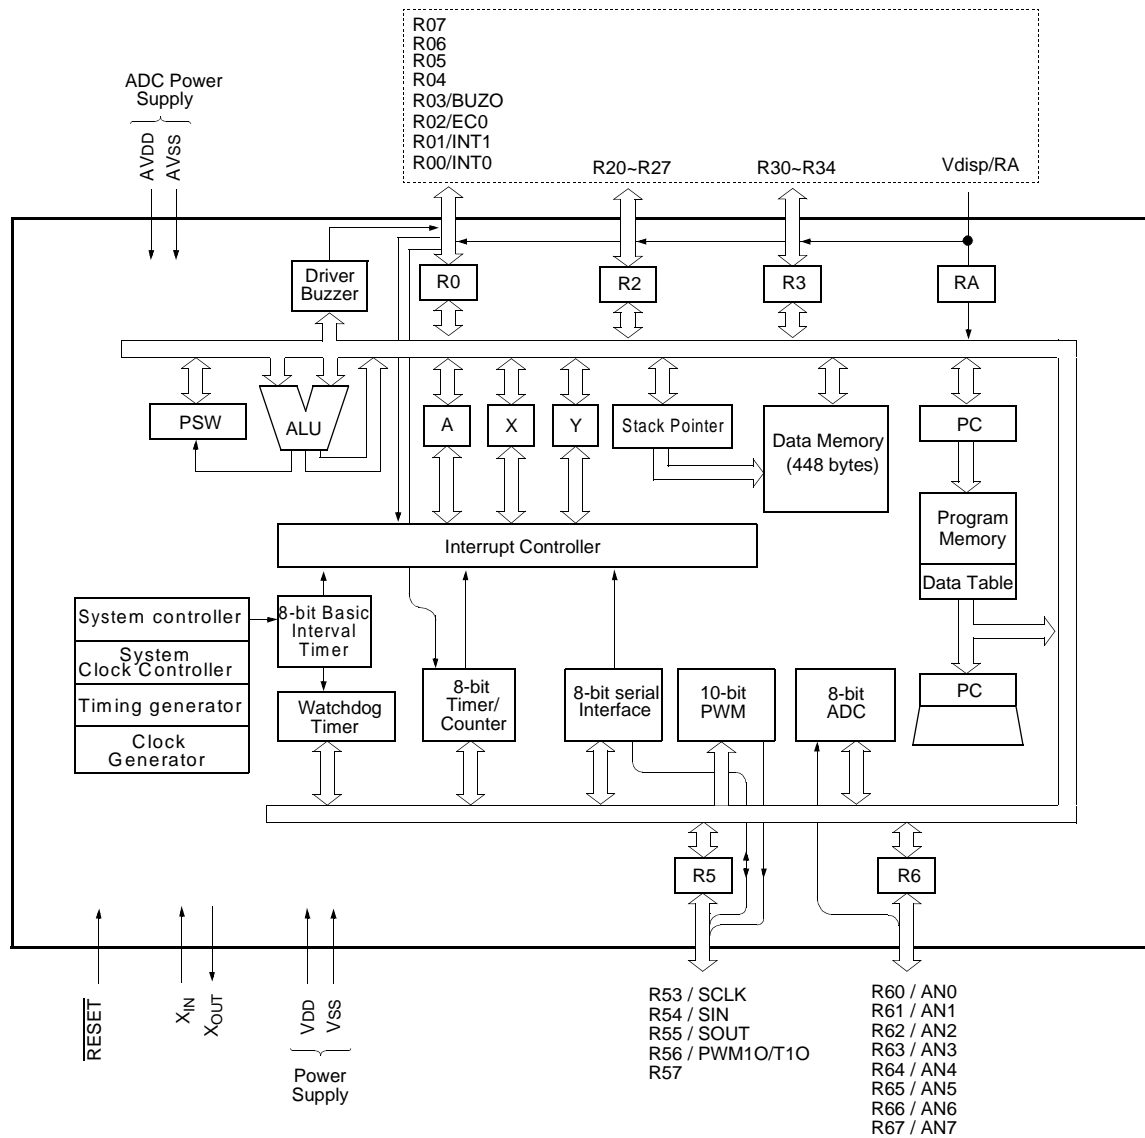 R07
R06
R05
R04
R03/BUZO
R02/EC0
R01/INT1
R00/INT0
R20~R27
R30~R34
Vdisp/RA
ADC Power
Supply
AVDD
AVSS
Driver
Buzzer
R0
R2
R3
RA
PSW
ALU
A
X
Y
Stack Pointer
Data Memory
(448 bytes)
PC
Program
Memory
Data Table
Interrupt Controller
System controller
System
Clock Controller
Timing generator
Clock
Generator
8-bit Basic
Interval
Timer
Watchdog
Timer
8-bit
Timer/
Counter
8-bit serial
Interface
10-bit
PWM
8-bit
ADC
PC
R5
R6
RESET
XIN
XOUT
VDD
VSS
Power
Supply
R53 / SCLK
R54 / SIN
R55 / SOUT
R56 / PWM1O/T1O
R57
R60 / AN0
R61 / AN1
R62 / AN2
R63 / AN3
R64 / AN4
R65 / AN5
R66 / AN6
R67 / AN7